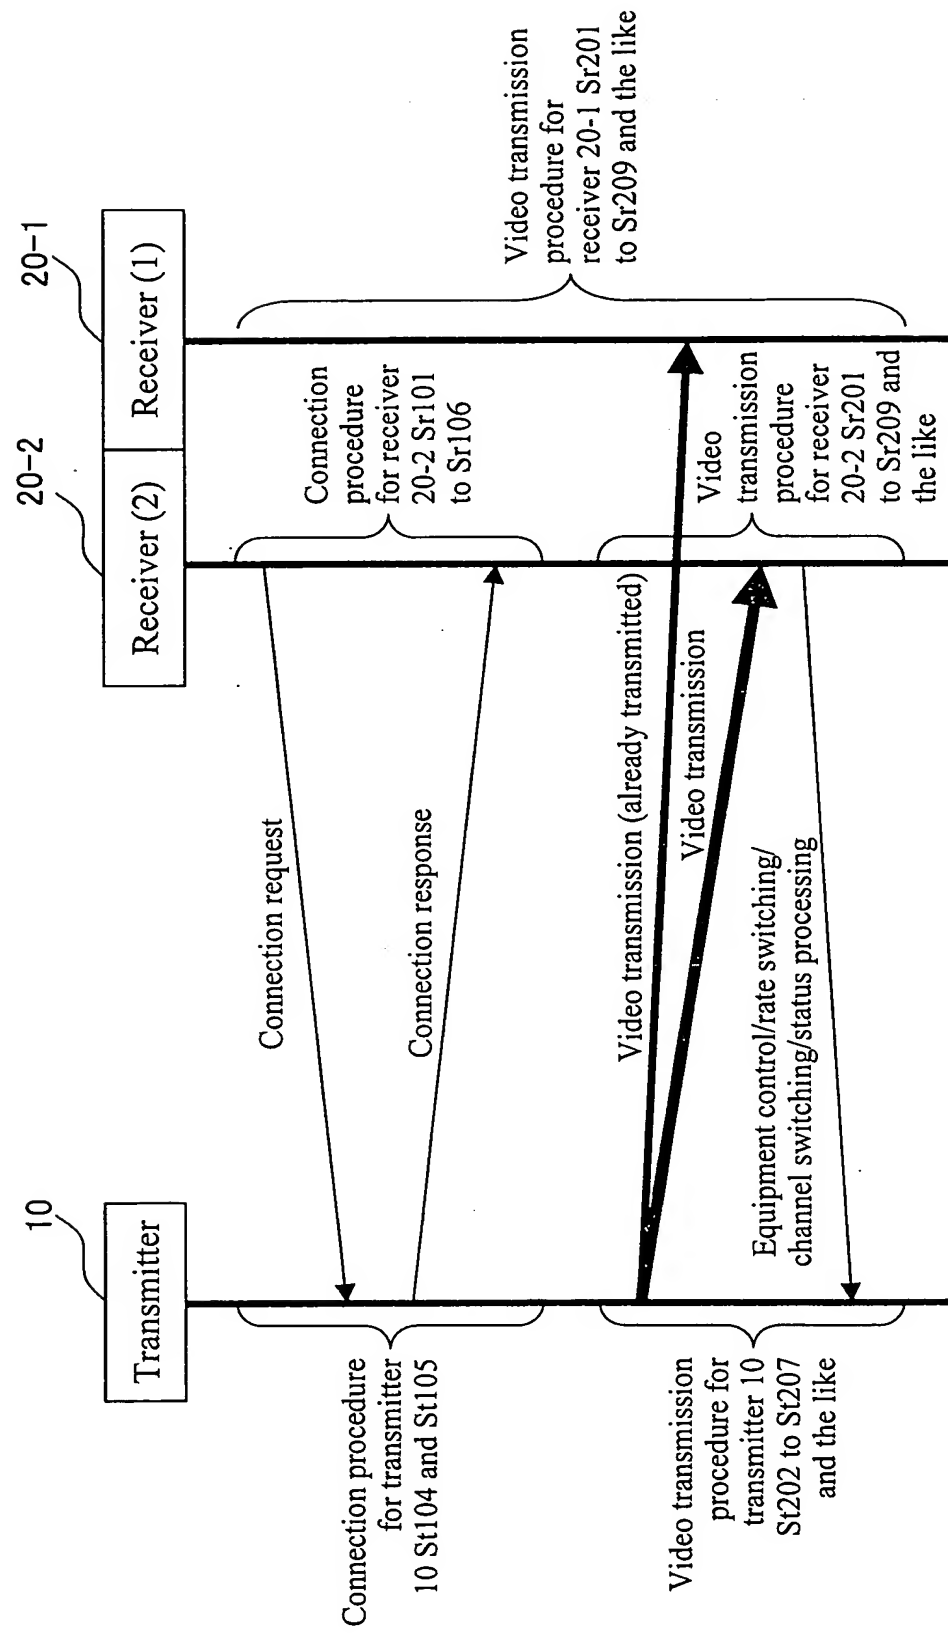 10
Transmitter
20-2
Receiver (2)
20-1
Receiver (1)
Connection procedure
for transmitter
10 St104 and St105
Connection request
Connection response
Connection
procedure
for receiver
20-2 Sr101
to Sr106
Video transmission
procedure for
receiver 20-1 Sr201
to Sr209 and the like
Video transmission
procedure for
transmitter 10
St202 to St207
and the like
Video transmission (already transmitted)
Video transmission
Equipment control/rate switching/
channel switching/status processing
Video
transmission
procedure
for receiver
20-2 Sr201
to Sr209 and
the like